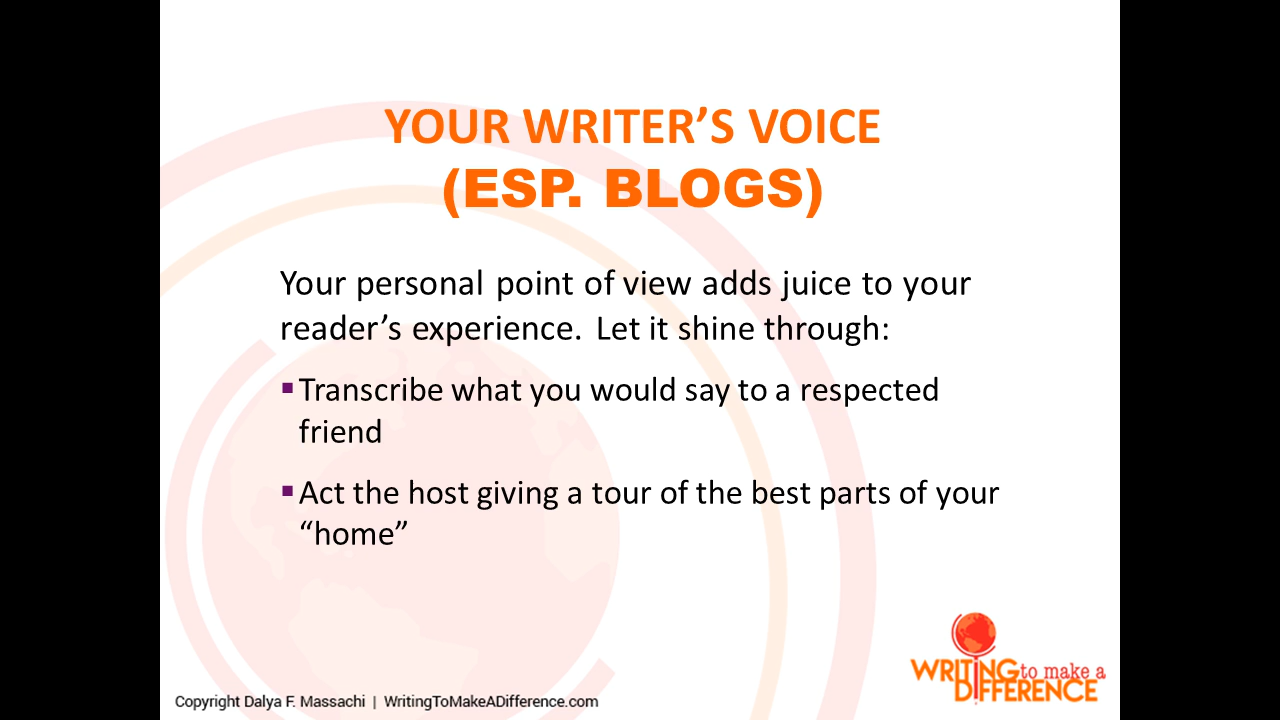 YOUR WRITER’S VOICE
(ESP. BLOGS)
Your personal point of view adds juice to your
reader’s experience. Let it shine through:
▪Transcribe what you would say to a respected
friend
▪Act the host giving a tour of the best parts of your
“home”
WRITING to make a
DIFFERENCE
Copyright Dalya F. Massachi | WritingToMakeADifference.com